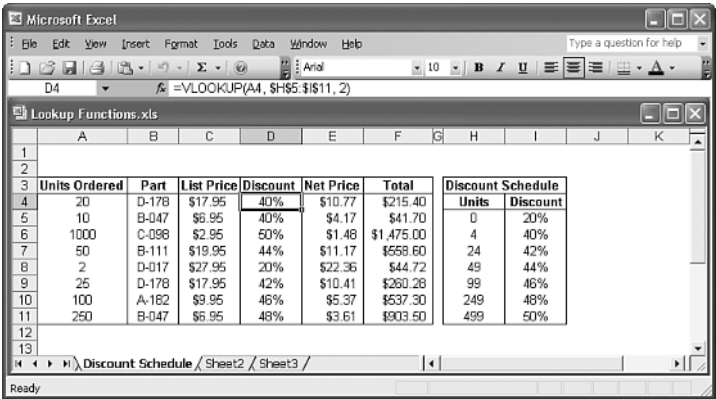 Microsoft Excel
File Edit View Insert Format Tools Data Window Help Type a question for help
Σ Arial 10 B I U A
D4 fx =VLOOKUP(A4, $H$5:$I$11, 2)
Lookup Functions.xls
A B C D E F G H I J K
1
2
3 Units Ordered Part List Price Discount Net Price Total Discount Schedule
4 20 D-178 $17.95 40% $10.77 $215.40 Units Discount
5 10 B-047 $6.95 40% $4.17 $41.70 0 20%
6 1000 C-098 $2.95 50% $1.48 $1,475.00 4 40%
7 50 B-111 $19.95 44% $11.17 $558.60 24 42%
8 2 D-017 $27.95 20% $22.36 $44.72 49 44%
9 25 D-178 $17.95 42% $10.41 $260.28 99 46%
10 100 A-182 $9.95 46% $5.37 $537.30 249 48%
11 250 B-047 $6.95 48% $3.61 $903.50 499 50%
12
13
Discount Schedule Sheet2 Sheet3
Ready